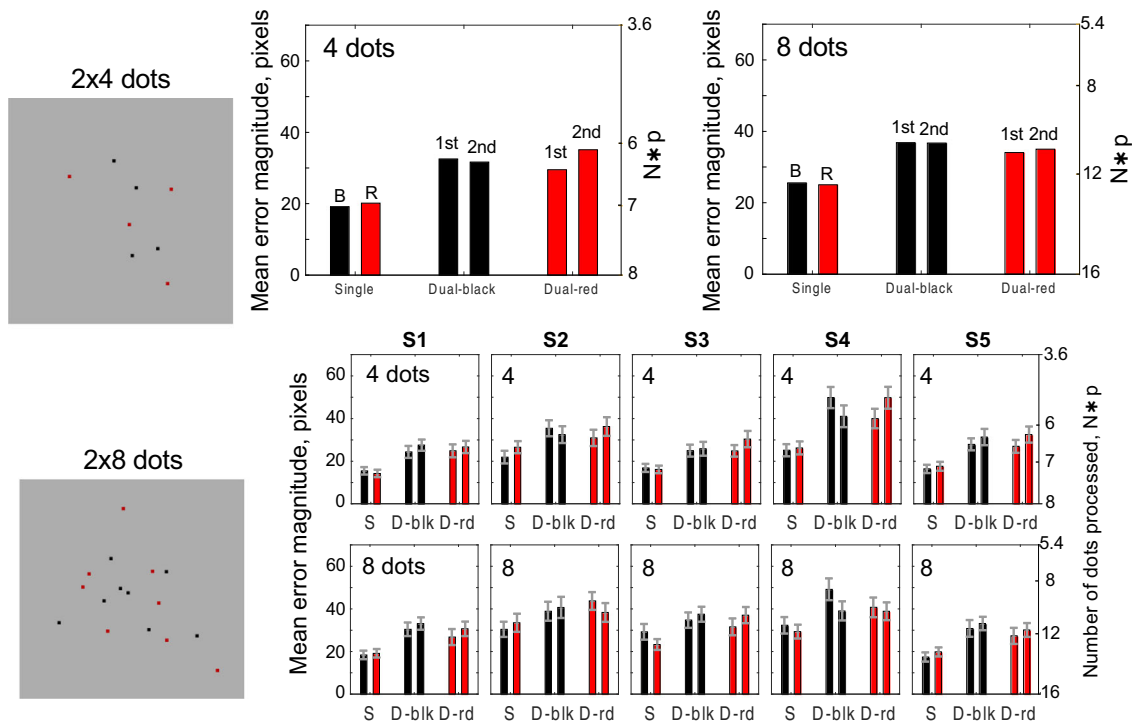 2x4 dots
2x8 dots
Mean error magnitude, pixels
60
40
20
0
4 dots
B
R
1st
2nd
1st
2nd
Single
Dual-black
Dual-red
3.6
6
7
8
N*p
Mean error magnitude, pixels
60
40
20
0
8 dots
B
R
1st 2nd
1st 2nd
Single
Dual-black
Dual-red
5.4
8
12
16
N*p
S1
S2
S3
S4
S5
Mean error magnitude, pixels
60
40
20
0
4 dots
4
4
4
4
3.6
6
7
8
S D-blk D-rd
S D-blk D-rd
S D-blk D-rd
S D-blk D-rd
S D-blk D-rd
60
40
20
0
8 dots
8
8
8
8
5.4
8
12
16
S D-blk D-rd
S D-blk D-rd
S D-blk D-rd
S D-blk D-rd
S D-blk D-rd
Number of dots processed, N*p